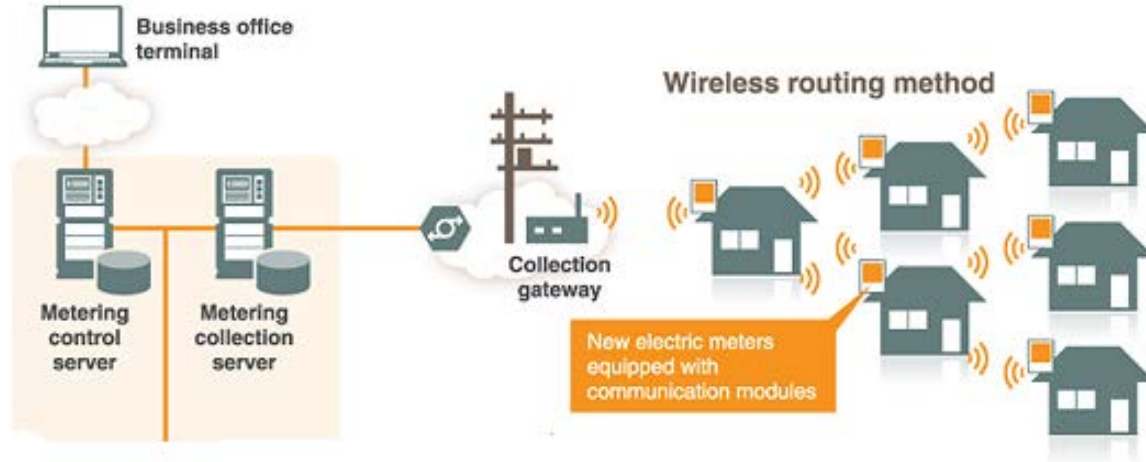 Business office
terminal
Wireless routing method
Collection
gateway
Metering
control
server
Metering
collection
server
New electric meters
equipped with
communication modules